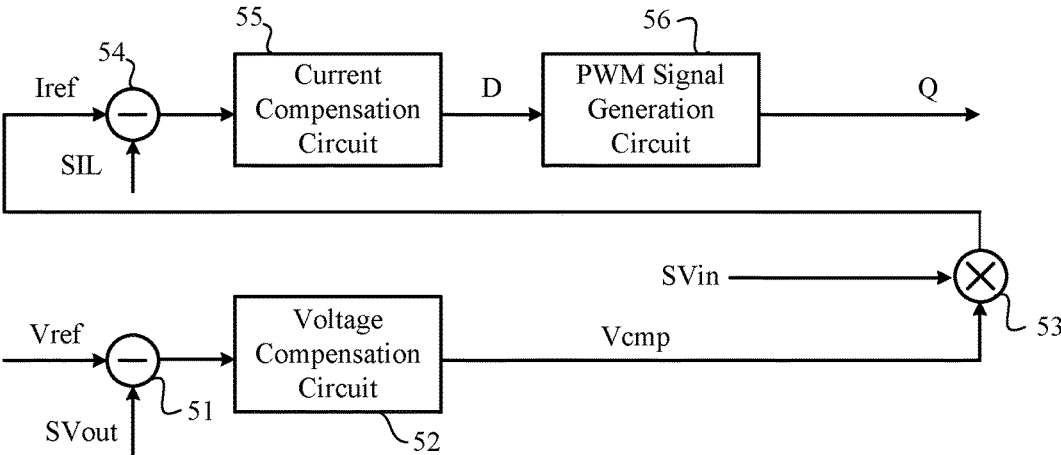 55
56
54
Iref
Current
Compensation
Circuit
D
PWM Signal
Generation
Circuit
Q
SIL
SVin
53
Vref
Voltage
Compensation
Circuit
Vcmp
51
SVout
52